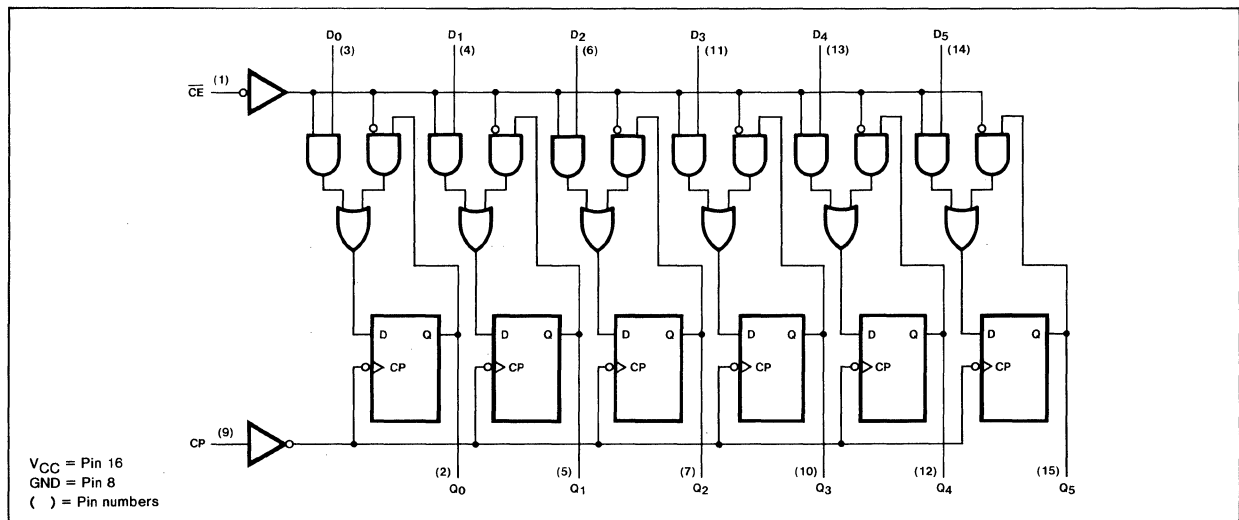 D0 D1 D2 D3 D4 D5
(3) (4) (6) (11) (13) (14)
CE (1)
D Q D Q D Q D Q D Q D Q
CP CP CP CP CP CP
CP (9)
VCC = Pin 16
GND = Pin 8
( ) = Pin numbers
(2) (5) (7) (10) (12) (15)
Q0 Q1 Q2 Q3 Q4 Q5